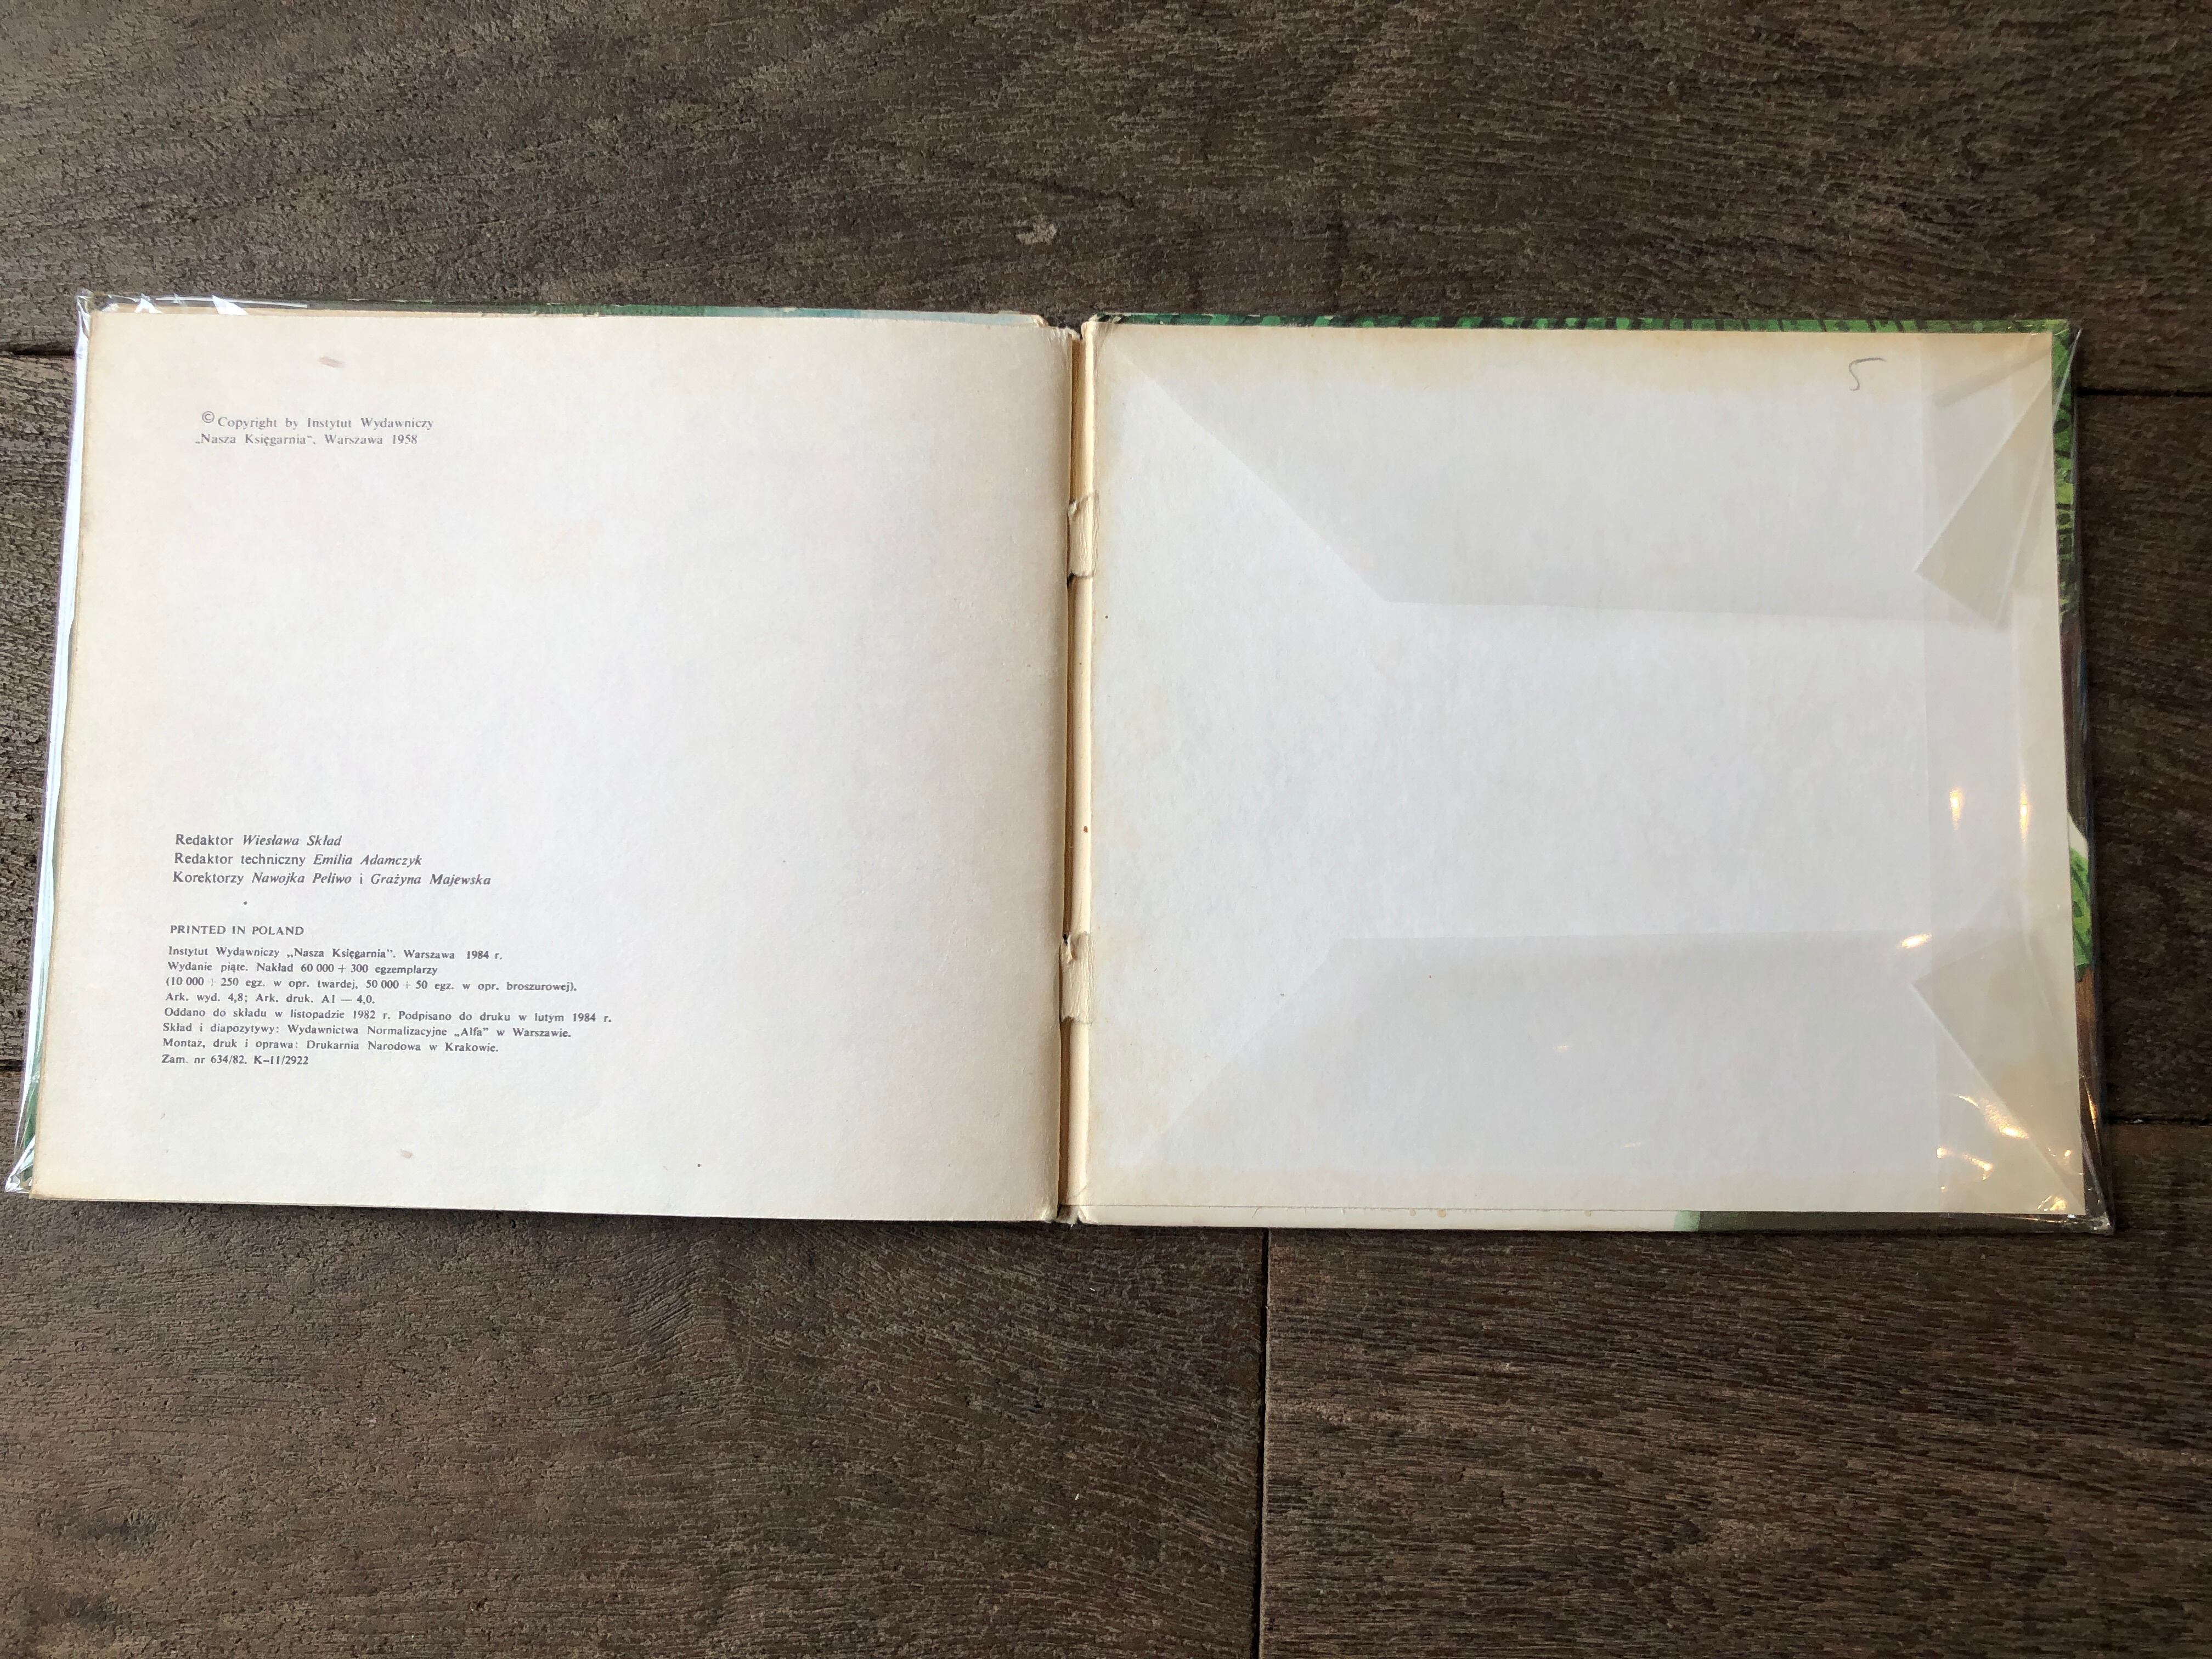 © Copyright by Instytut Wydawniczy
„Nasza Księgarnia“, Warszawa 1958
Redaktor Wiesława Skład
Redaktor techniczny Emilia Adamczyk
Korektorzy Nawojka Peliwo i Grażyna Majewska
PRINTED IN POLAND
Instytut Wydawniczy „Nasza Księgarnia“. Warszawa 1984 r.
Wydanie piąte. Nakład 60 000 + 300 egzemplarzy
(10 000 + 250 egz. w opr. twardej, 50 000 + 50 egz. w opr. broszurowej).
Ark. wyd. 4,8; Ark. druk. A1 — 4,0.
Oddano do składu w listopadzie 1982 r. Podpisano do druku w lutym 1984 r.
Skład i diapozytywy: Wydawnictwa Normalizacyjne „Alfa” w Warszawie.
Montaż, druk i oprawa: Drukarnia Narodowa w Krakowie.
Zam. nr 634/82. K–11/2922
5